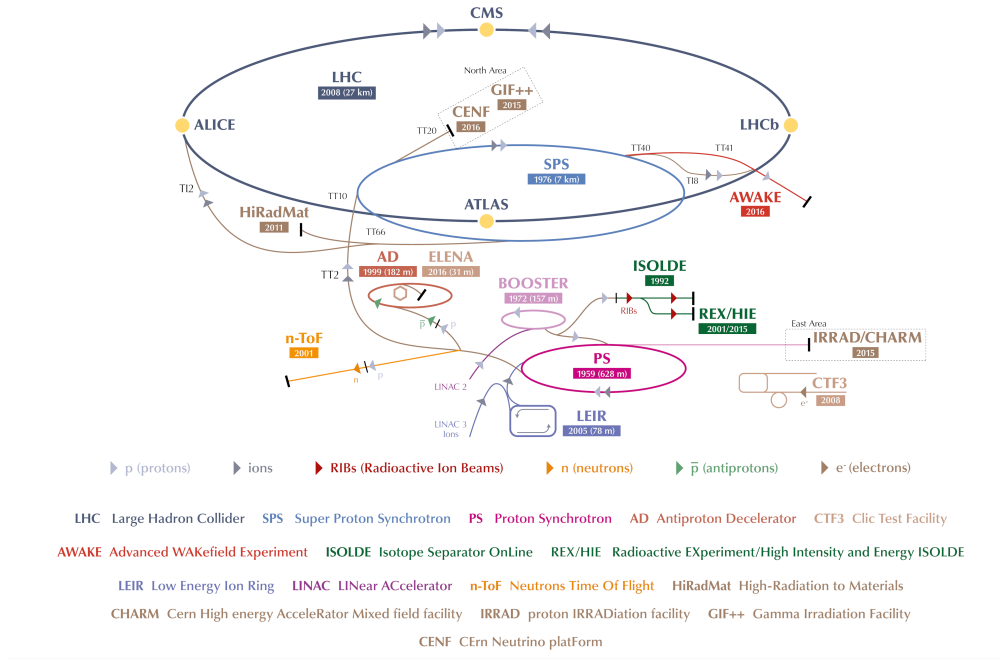 CMS
LHC
2008 (27 km)
North Area
GIF++
2015
CENF
2016
TT20
ALICE
LHCb
TT40
TT41
SPS
1976 (7 km)
TI8
TI2
TT10
AWAKE
2016
ATLAS
HiRadMat
2011
TT66
AD
1999 (182 m)
ELENA
2016 (31 m)
TT2
BOOSTER
1972 (157 m)
ISOLDE
1992
RIBs
REX/HIE
2001/2015
p̅
p
East Area
IRRAD/CHARM
2015
n-ToF
2001
n
p
PS
1959 (628 m)
LINAC 2
CTF3
2008
e-
LEIR
2005 (78 m)
LINAC 3
Ions
p (protons) ions RIBs (Radioactive Ion Beams) n (neutrons) p̅ (antiprotons) e- (electrons)
LHC Large Hadron Collider SPS Super Proton Synchrotron PS Proton Synchrotron AD Antiproton Decelerator CTF3 Clic Test Facility
AWAKE Advanced WAKefield Experiment ISOLDE Isotope Separator OnLine REX/HIE Radioactive EXperiment/High Intensity and Energy ISOLDE
LEIR Low Energy Ion Ring LINAC LINear ACcelerator n-ToF Neutrons Time Of Flight HiRadMat High-Radiation to Materials
CHARM Cern High energy AcceleRator Mixed field facility IRRAD proton IRRADiation facility GIF++ Gamma Irradiation Facility
CENF CErn Neutrino platForm